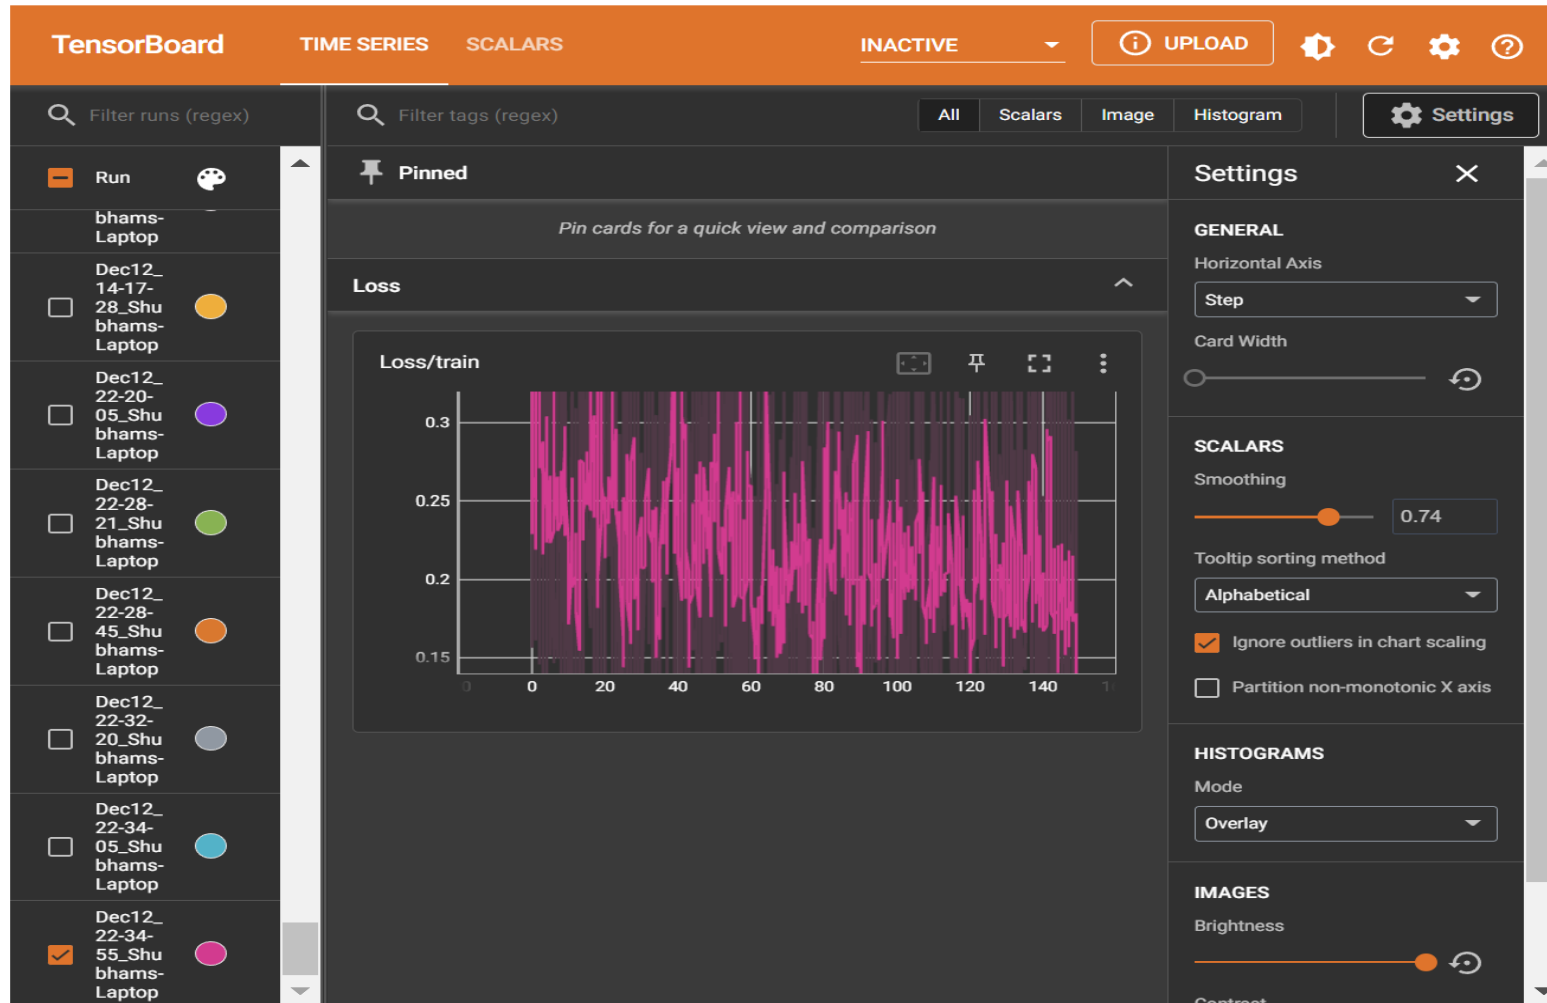 TensorBoard
TIME SERIES
SCALARS
INACTIVE
UPLOAD
Filter runs (regex)
Filter tags (regex)
All
Scalars
Image
Histogram
Settings
Run
bhams-
Laptop
Dec12_
14-17-
28_Shu
bhams-
Laptop
Dec12_
22-20-
05_Shu
bhams-
Laptop
Dec12_
22-28-
21_Shu
bhams-
Laptop
Dec12_
22-28-
45_Shu
bhams-
Laptop
Dec12_
22-32-
20_Shu
bhams-
Laptop
Dec12_
22-34-
05_Shu
bhams-
Laptop
Dec12_
22-34-
55_Shu
bhams-
Laptop
Pinned
Pin cards for a quick view and comparison
Loss
Loss/train
0.3
0.25
0.2
0.15
0
0
20
40
60
80
100
120
140
Settings
GENERAL
Horizontal Axis
Step
Card Width
SCALARS
Smoothing
0.74
Tooltip sorting method
Alphabetical
Ignore outliers in chart scaling
Partition non-monotonic X axis
HISTOGRAMS
Mode
Overlay
IMAGES
Brightness
Contrast